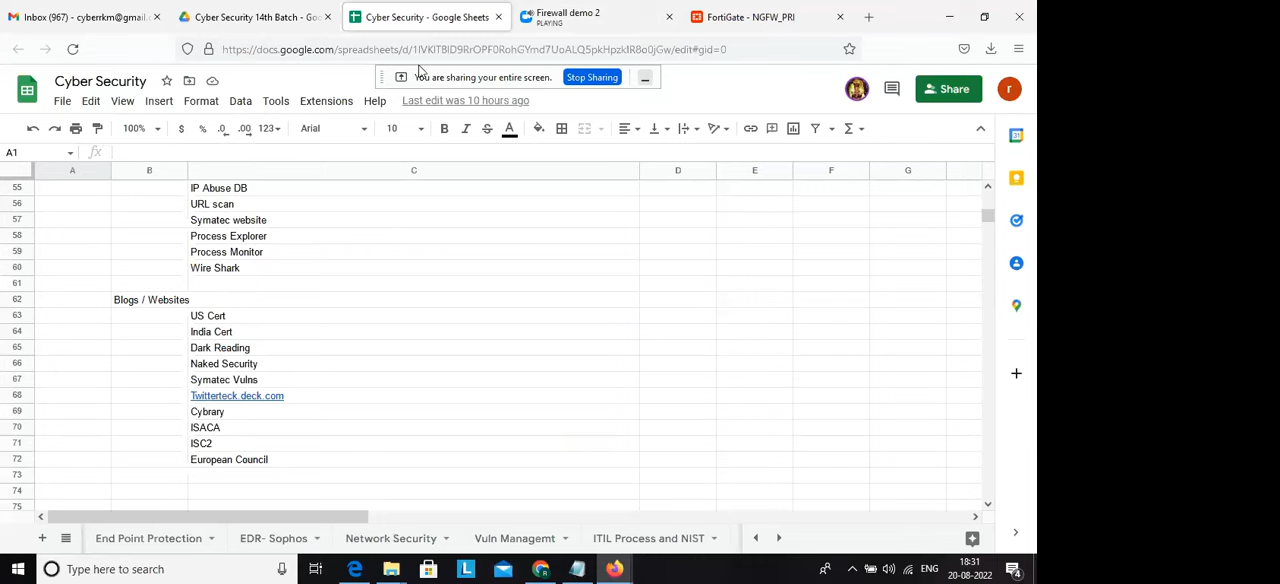 Inbox (967) - cyberrkm@gmail.c
Cyber Security 14th Batch - Goo
Cyber Security - Google Sheets
Firewall demo 2
PLAYING
FortiGate - NGFW_PRI
Cyber Security
You are sharing your entire screen.
Stop Sharing
Share
File Edit View Insert Format Data Tools Extensions Help Last edit was 10 hours ago
100% $ % .0 .00 123 Arial 10 B I S A
A1 fx
A B C D E F G
55 IP Abuse DB
56 URL scan
57 Symatec website
58 Process Explorer
59 Process Monitor
60 Wire Shark
61
62 Blogs / Websites
63 US Cert
64 India Cert
65 Dark Reading
66 Naked Security
67 Symatec Vulns
68 Twitterteck.deck.com
69 Cybrary
70 ISACA
71 ISC2
72 European Council
73
74
75
End Point Protection EDR- Sophos Network Security Vuln Managemt ITIL Process and NIST
Type here to search
ENG
18:31
20-08-2022
4